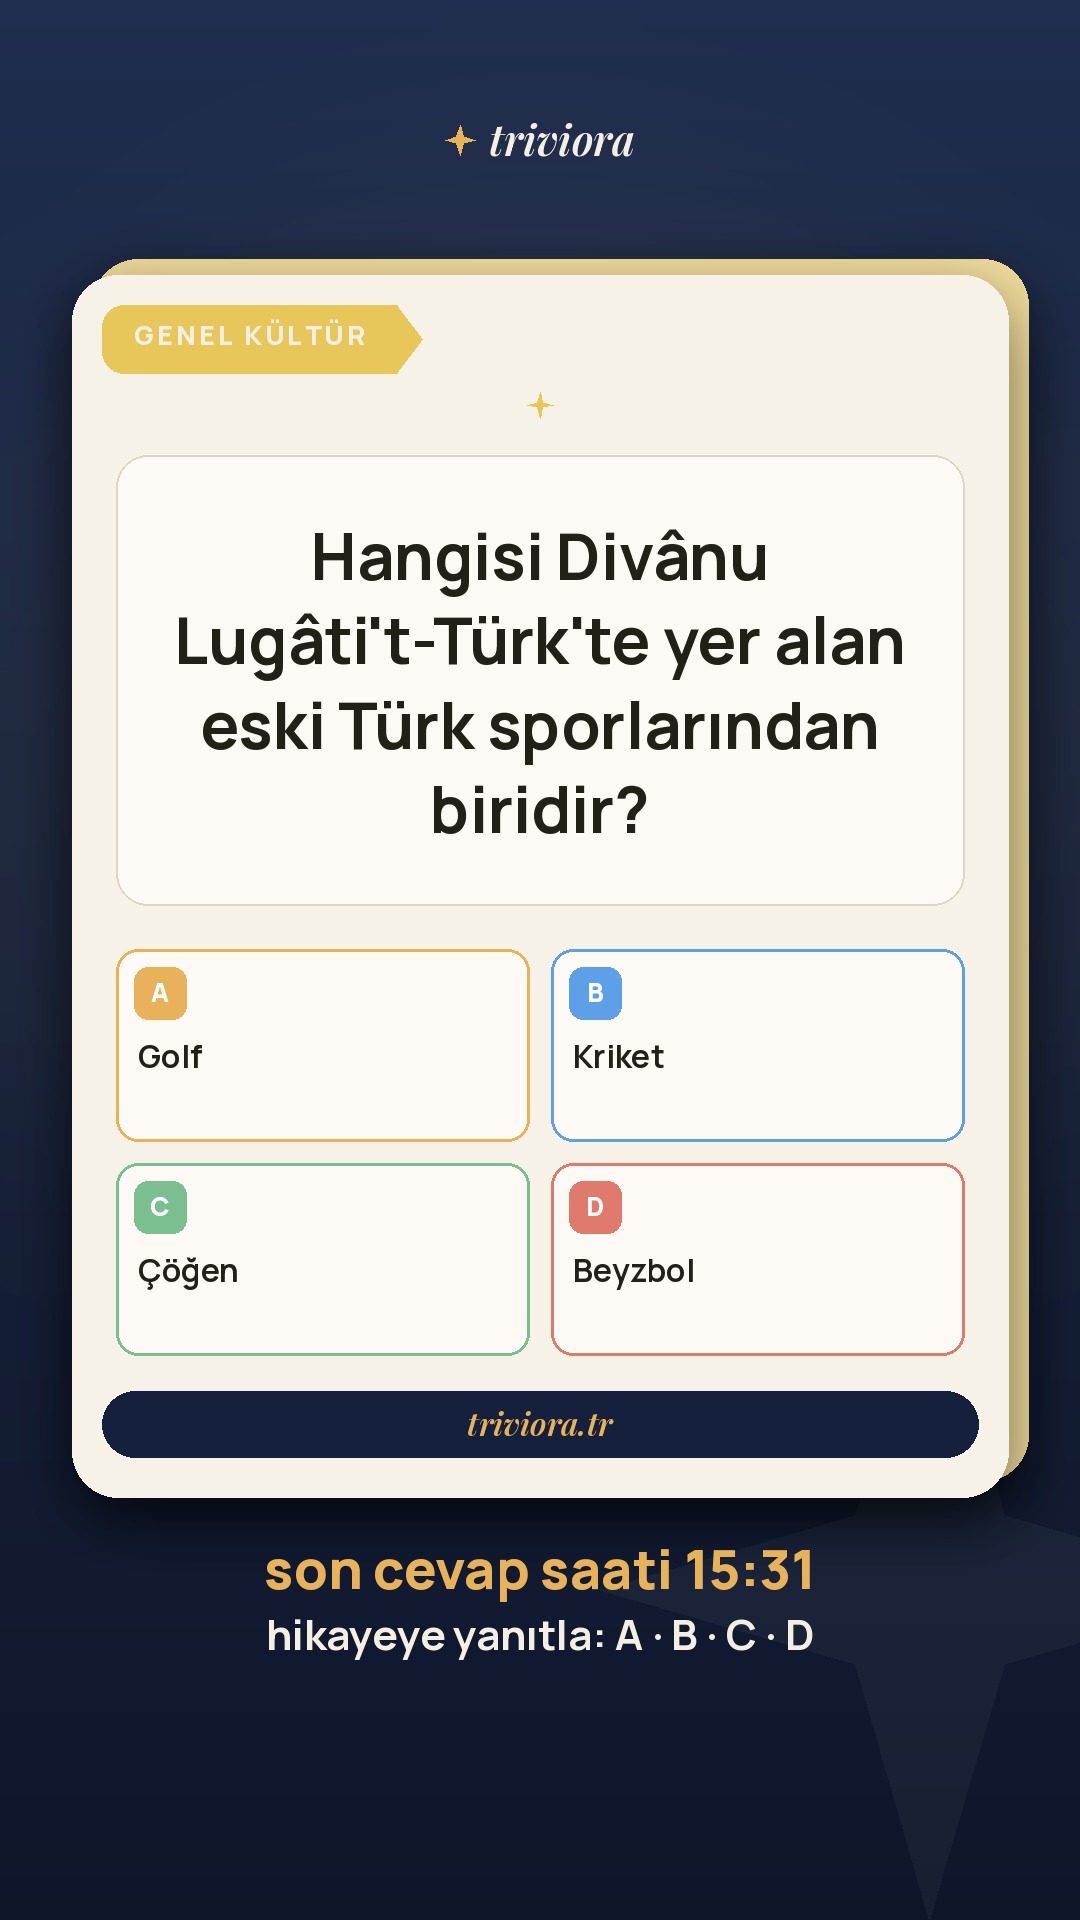 triviora
GENEL KÜLTÜR
Hangisi Divânu
Lugâti't-Türk'te yer alan
eski Türk sporlarından
biridir?
A
Golf
B
Kriket
C
Çöğen
D
Beyzbol
triviora.tr
son cevap saati 15:31
hikayeye yanıtla: A · B · C · D